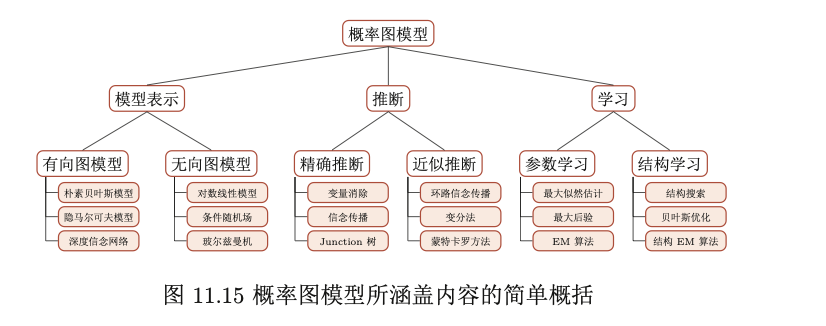 概率图模型
模型表示 推断 学习
有向图模型 无向图模型 精确推断 近似推断 参数学习 结构学习
朴素贝叶斯模型 对数线性模型 变量消除 环路信念传播 最大似然估计 结构搜索
隐马尔可夫模型 条件随机场 信念传播 变分法 最大后验 贝叶斯优化
深度信念网络 玻尔兹曼机 Junction 树 蒙特卡罗方法 EM 算法 结构 EM 算法
图 11.15 概率图模型所涵盖内容的简单概括